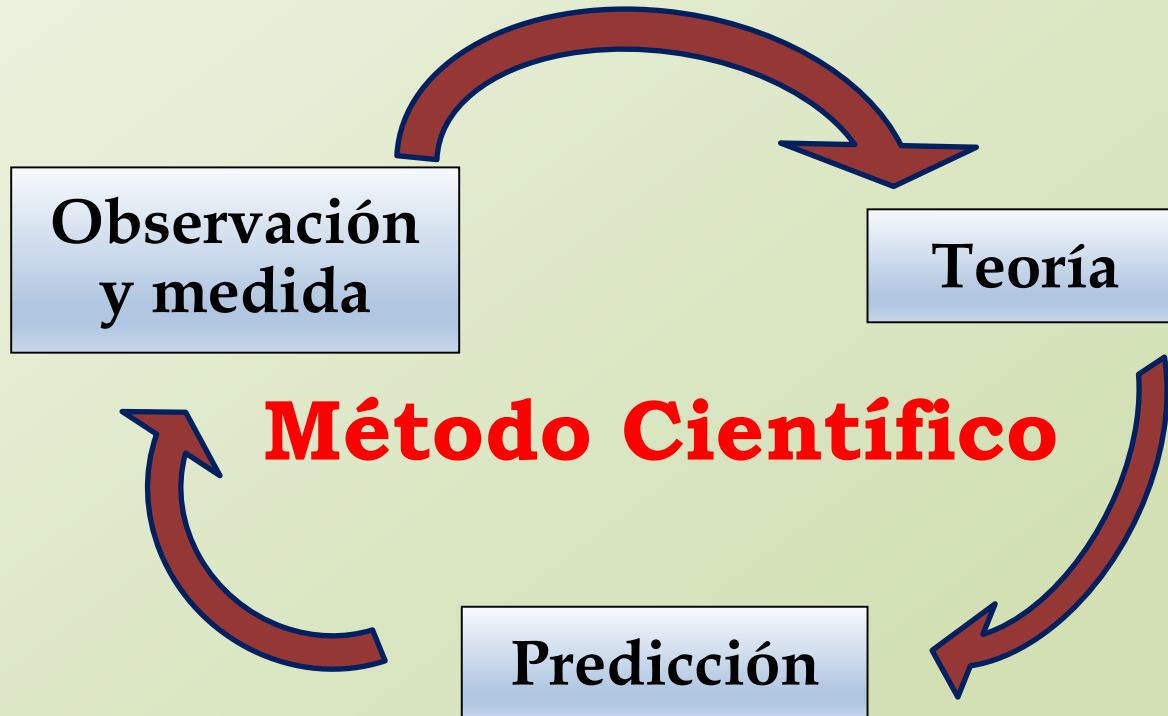 Observación
y medida
Teoría
Método Científico
Predicción